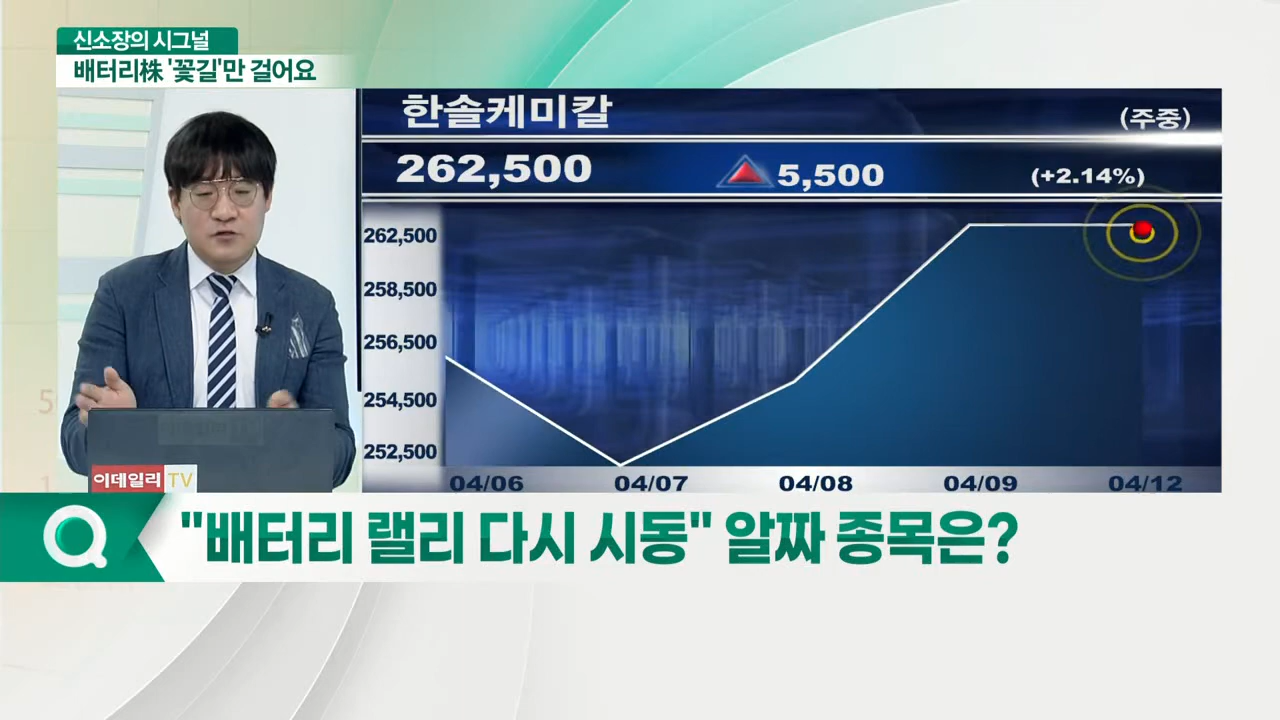 신소장의 시그널
배터리株 '꽃길'만 걸어요
한솔케미칼 (주중)
262,500 5,500 (+2.14%)
262,500
258,500
256,500
254,500
252,500
04/06 04/07 04/08 04/09 04/12
이데일리TV
"배터리 랠리 다시 시동" 알짜 종목은?